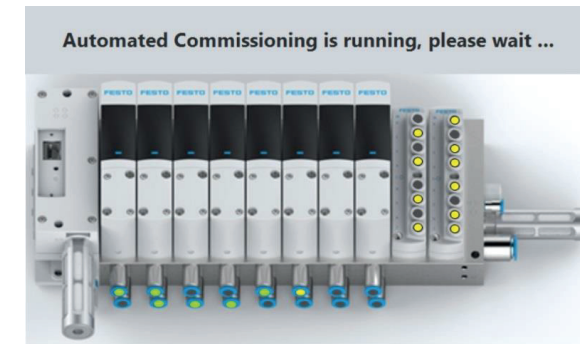 Automated Commissioning is running, please wait ...
FESTO FESTO FESTO FESTO FESTO FESTO FESTO FESTO